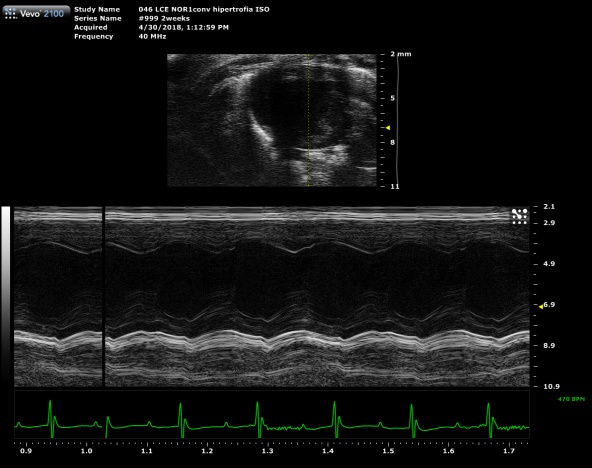 Vevo 2100
Study Name 046 LCE NOR1conv hipertrofia ISO
Series Name #999 2weeks
Acquired 4/30/2018, 1:12:59 PM
Frequency 40 MHz
2 mm
5
8
11
2.1
2.9
4.9
6.9
8.9
10.9
470 BPM
0.9 1.0 1.1 1.2 1.3 1.4 1.5 1.6 1.7